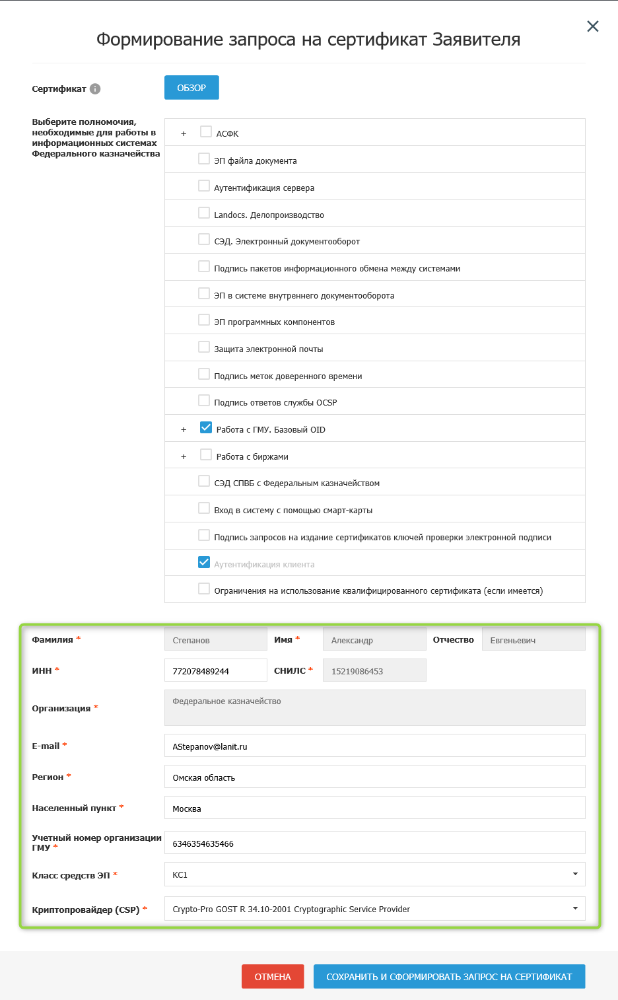 Формирование запроса на сертификат Заявителя
Сертификат
ОБЗОР
Выберите полномочия,
необходимые для работы в
информационных системах
Федерального казначейства
+ АСФК
ЭП файла документа
Аутентификация сервера
Landocs. Делопроизводство
СЭД. Электронный документооборот
Подпись пакетов информационного обмена между системами
ЭП в системе внутреннего документооборота
ЭП программных компонентов
Защита электронной почты
Подпись меток доверенного времени
Подпись ответов службы OCSP
+ Работа с ГМУ. Базовый OID
+ Работа с биржами
СЭД СПВБ с Федеральным казначейством
Вход в систему с помощью смарт-карты
Подпись запросов на издание сертификатов ключей проверки электронной подписи
Аутентификация клиента
Ограничения на использование квалифицированного сертификата (если имеется)
Фамилия * Степанов Имя * Александр Отчество Евгеньевич
ИНН * 772078489244 СНИЛС * 15219086453
Организация * Федеральное казначейство
E-mail * AStepanov@lanit.ru
Регион * Омская область
Населенный пункт * Москва
Учетный номер организации
ГМУ * 6346354635466
Класс средств ЭП * КС1
Криптопровайдер (CSP) * Crypto-Pro GOST R 34.10-2001 Cryptographic Service Provider
ОТМЕНА СОХРАНИТЬ И СФОРМИРОВАТЬ ЗАПРОС НА СЕРТИФИКАТ